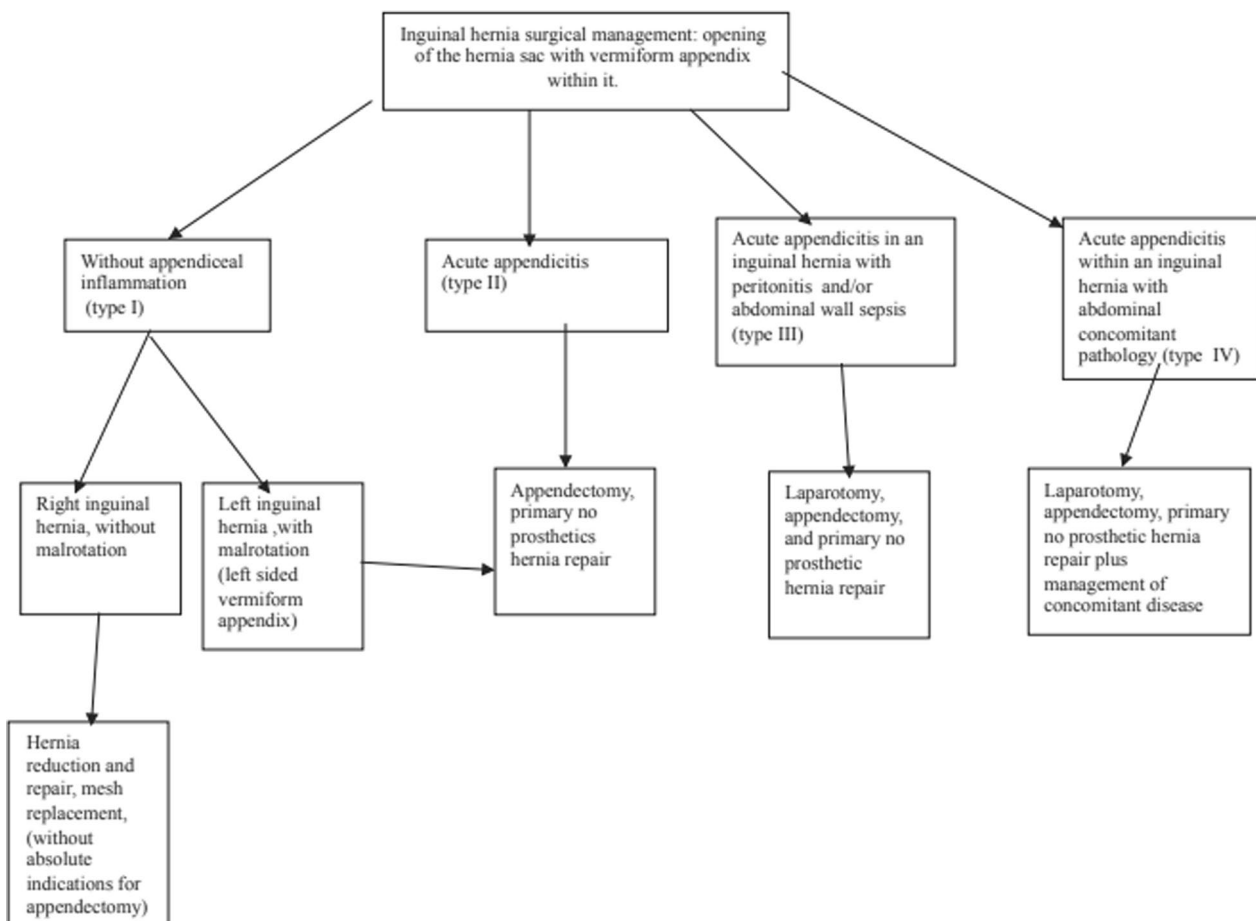 Inguinal hernia surgical management: opening
of the hernia sac with vermiform appendix
within it.
Without appendiceal
inflammation
(type I)
Acute appendicitis
(type II)
Acute appendicitis in an
inguinal hernia with
peritonitis and/or
abdominal wall sepsis
(type III)
Acute appendicitis
within an inguinal
hernia with
abdominal
concomitant
pathology (type IV)
Right inguinal
hernia, without
malrotation
Left inguinal
hernia ,with
malrotation
(left sided
vermiform
appendix)
Appendectomy,
primary no
prosthetics
hernia repair
Laparotomy,
appendectomy,
and primary no
prosthetic
hernia repair
Laparotomy,
appendectomy, primary
no prosthetic hernia
repair plus
management of
concomitant disease
Hernia
reduction and
repair, mesh
replacement,
(without
absolute
indications for
appendectomy)